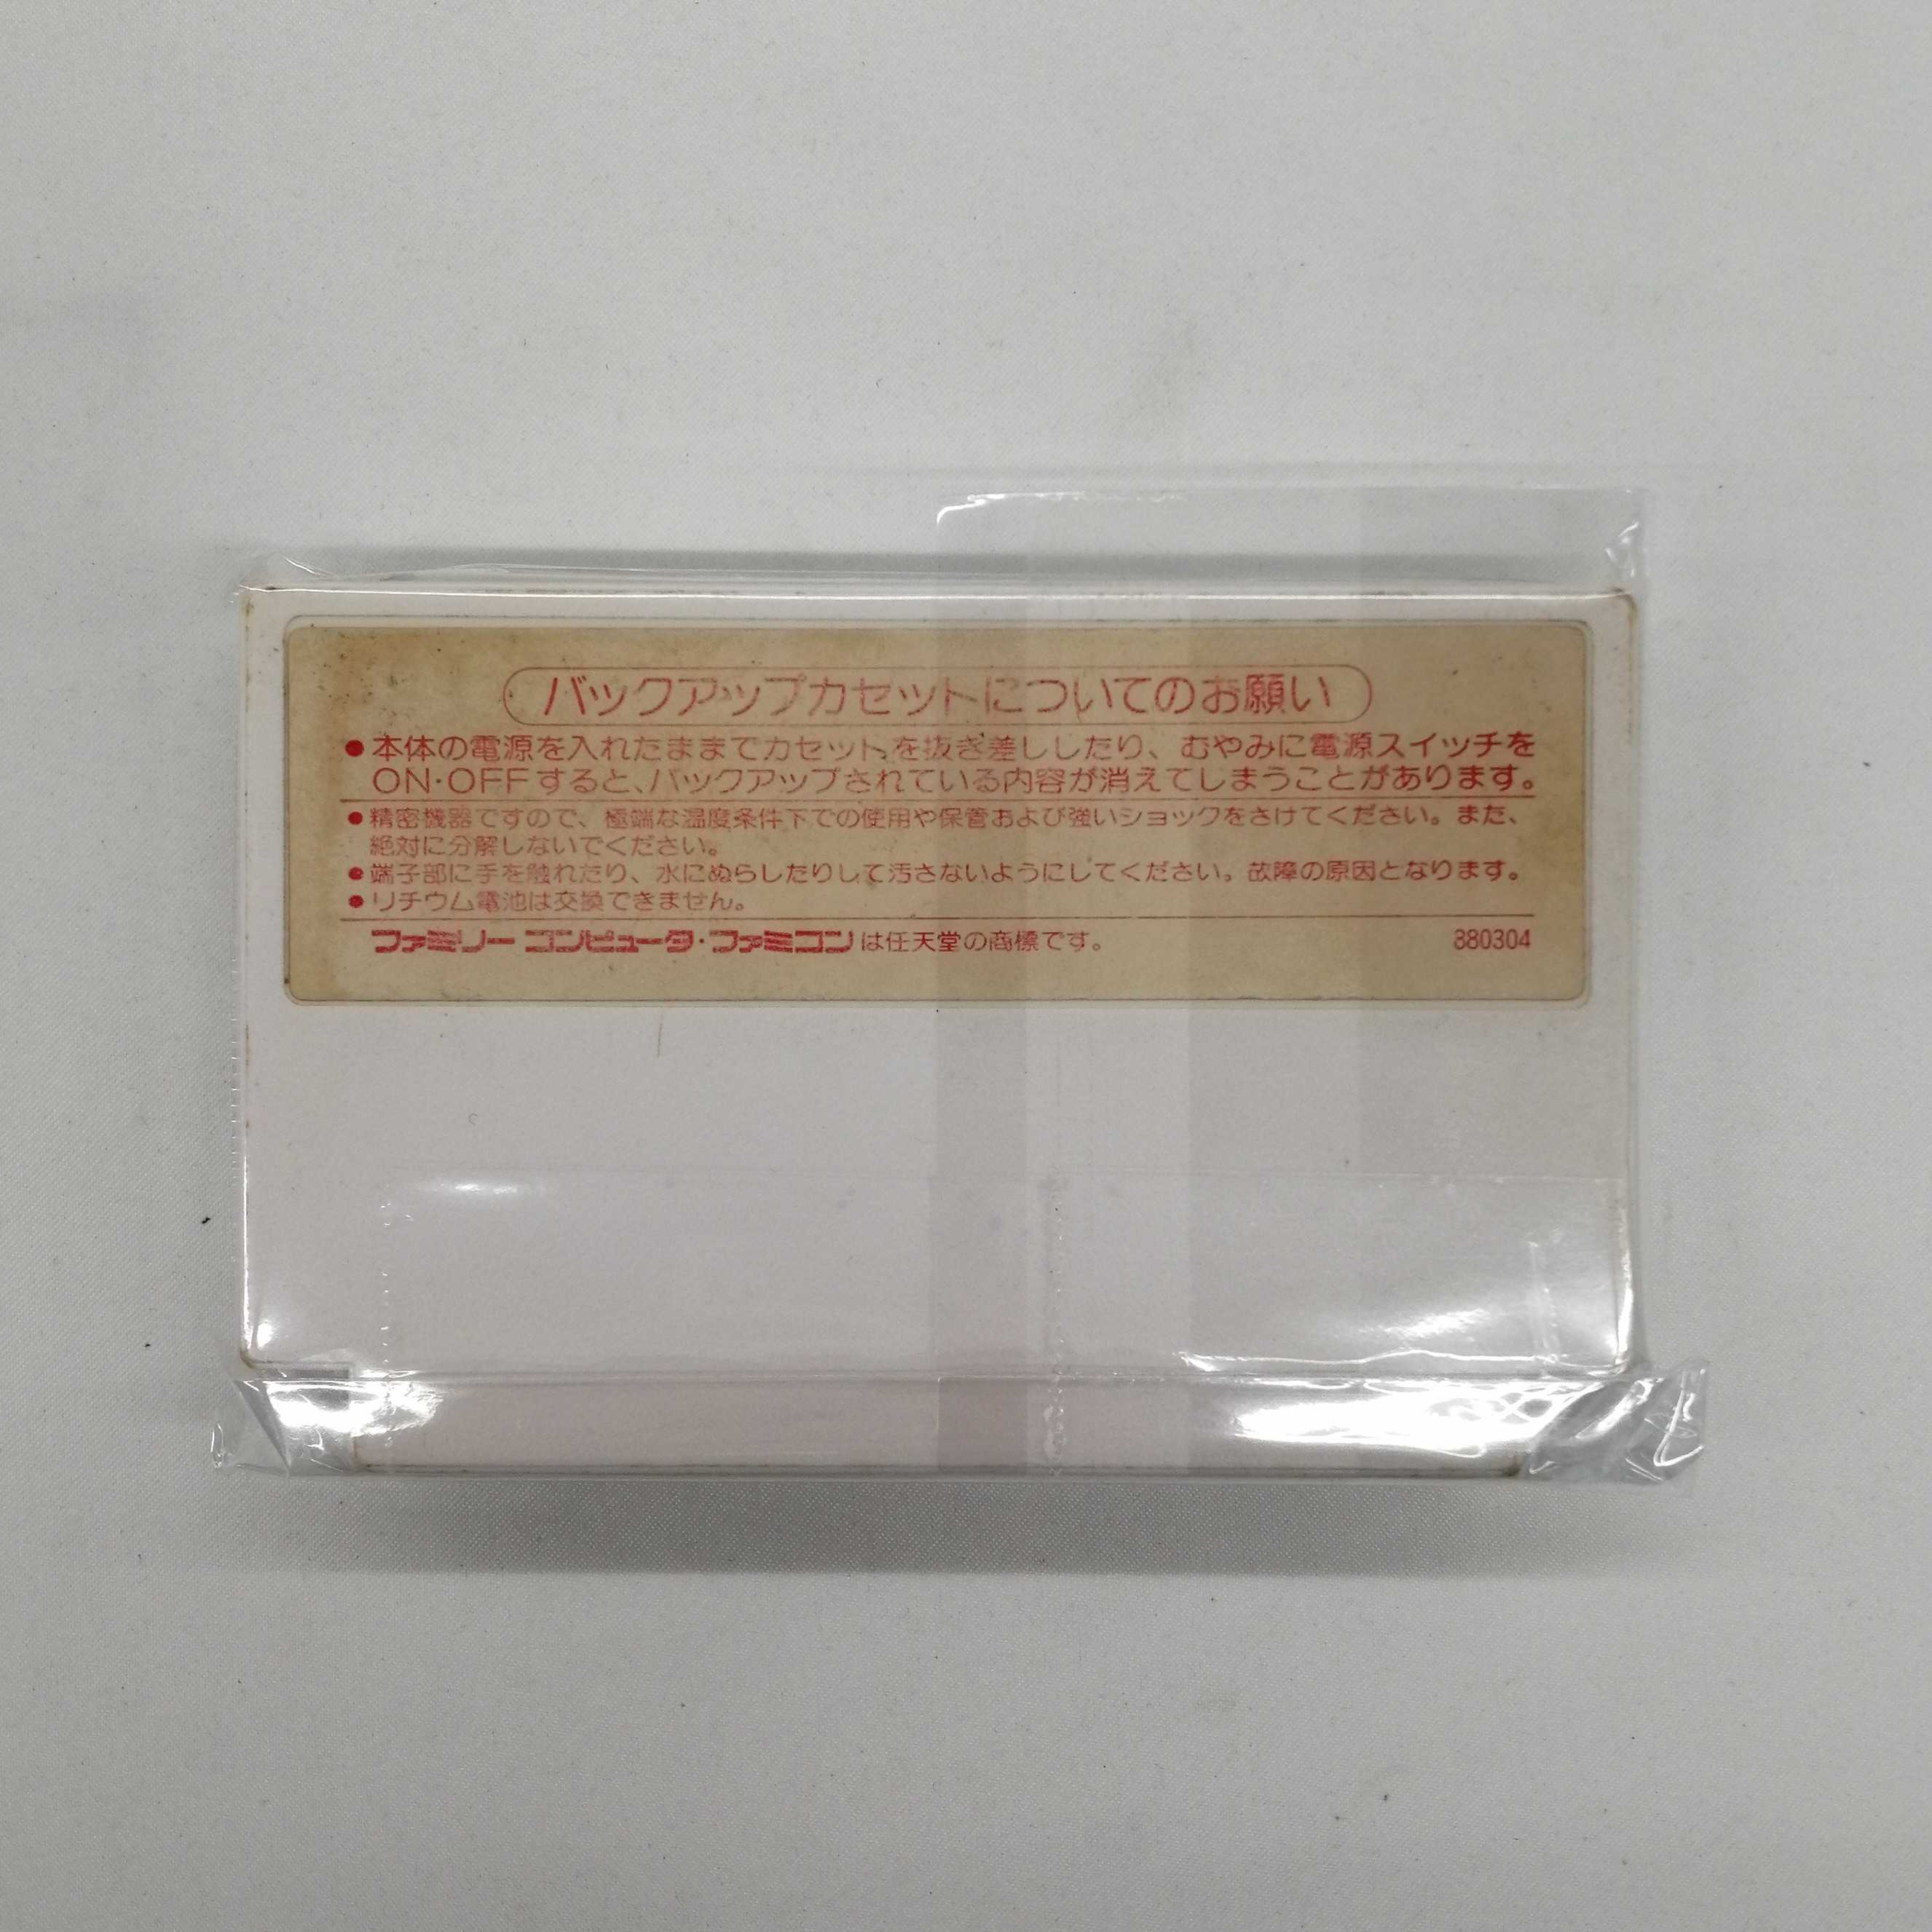 バックアップカセットについてのお願い
●本体の電源を入れたままでカセットを抜き差ししたり、むやみに電源スイッチを
ON・OFFすると、バックアップされている内容が消えてしまうことがあります。
●精密機器ですので、極端な温度条件下での使用や保管および強いショックをさけてください。また、
絶対に分解しないでください。
●端子部に手を触れたり、水にぬらしたりして汚さないようにしてください。故障の原因となります。
●リチウム電池は交換できません。
ファミリーコンピュータ・ファミコンは任天堂の商標です。 880304